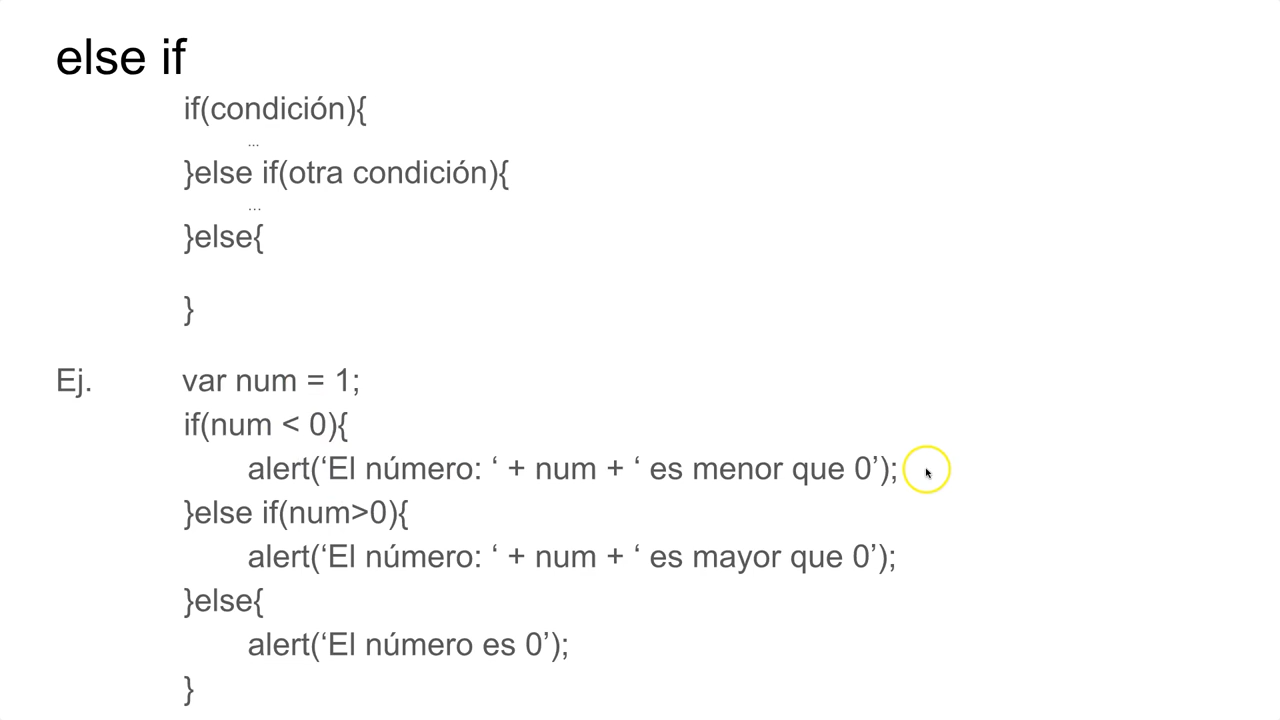 else if
if(condición){
...
}else if(otra condición){
...
}else{
}
Ej. var num = 1;
if(num < 0){
alert(‘El número: ‘ + num + ‘ es menor que 0’);
}else if(num>0){
alert(‘El número: ‘ + num + ‘ es mayor que 0’);
}else{
alert(‘El número es 0’);
}